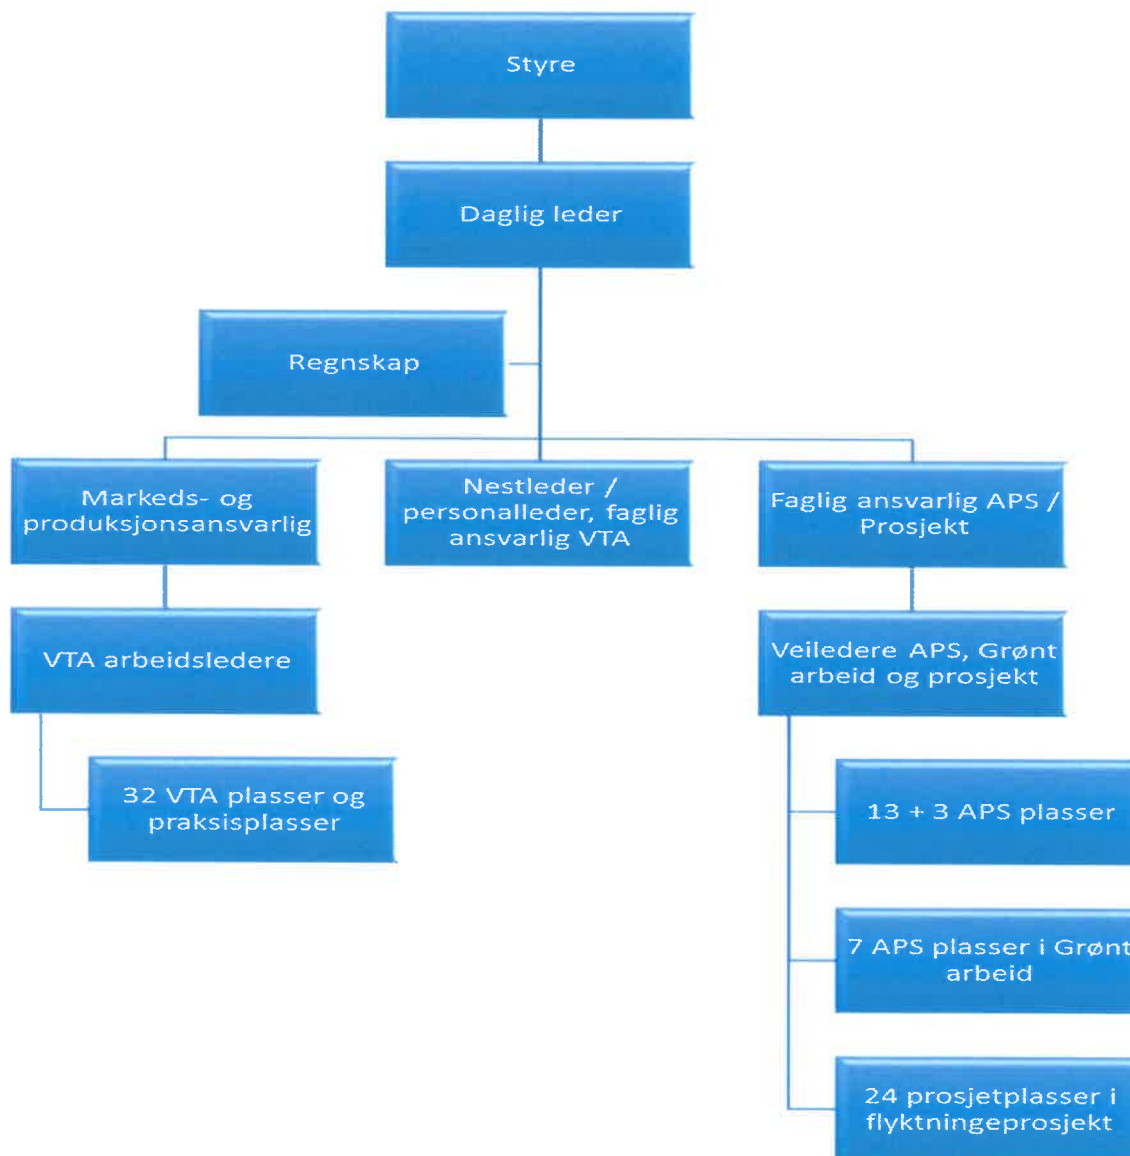 Styre
Daglig leder
Regnskap
Markeds- og
produksjonsansvarlig
Nestleder /
personalleder, faglig
ansvarlig VTA
Faglig ansvarlig APS /
Prosjekt
VTA arbeidsledere
Veiledere APS, Grønt
arbeid og prosjekt
32 VTA plasser og
praksisplasser
13 + 3 APS plasser
7 APS plasser i Grønt
arbeid
24 prosjetplasser i
flyktningeprosjekt